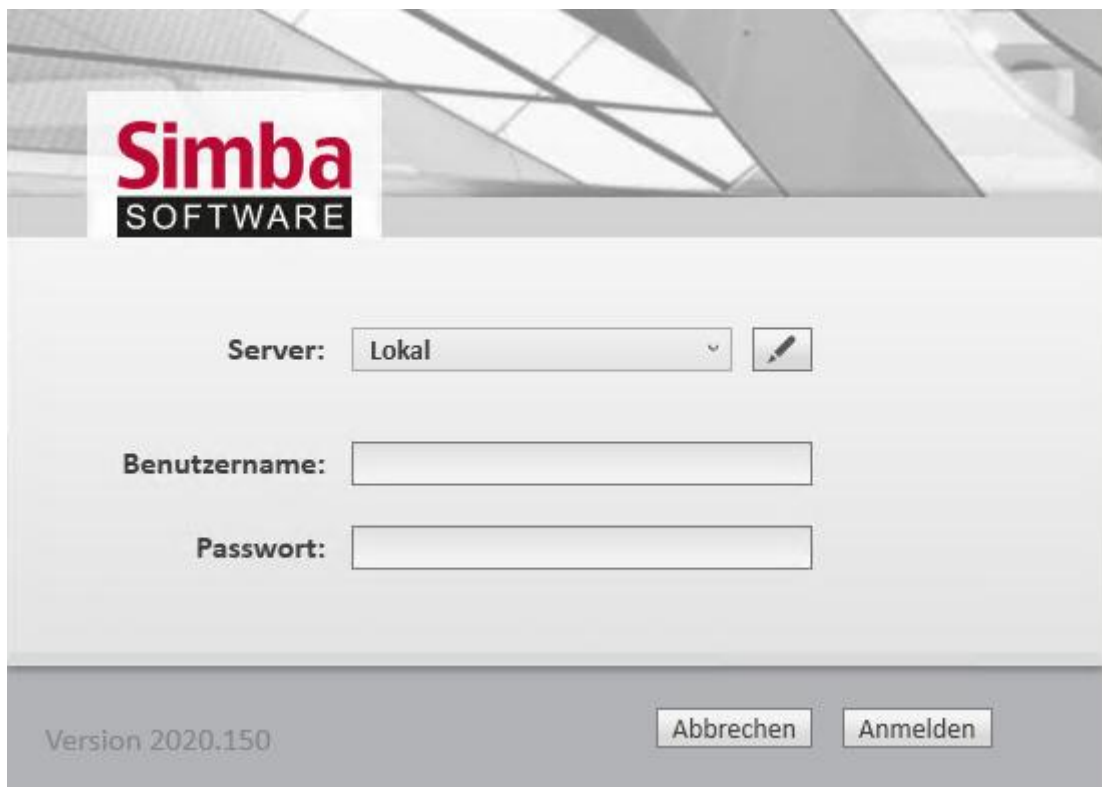 Simba
SOFTWARE
Server: Lokal
Benutzername:
Passwort:
Version 2020.150
Abbrechen Anmelden